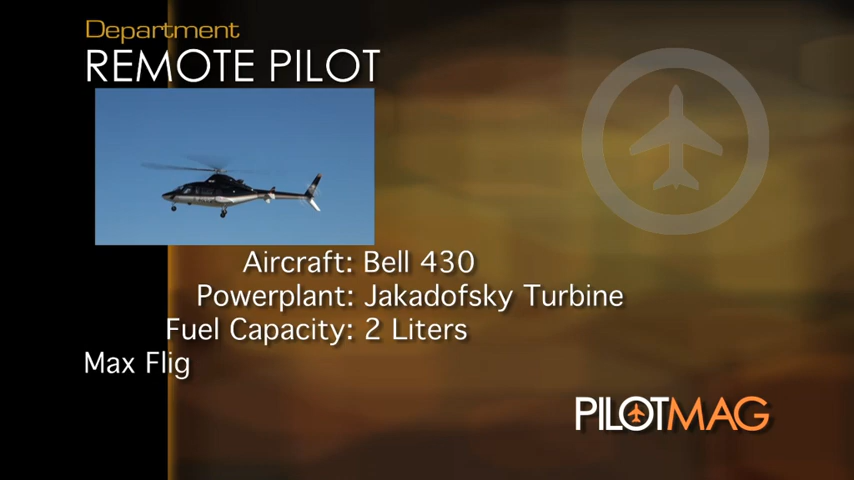 Department
REMOTE PILOT
Aircraft: Bell 430
Powerplant: Jakadofsky Turbine
Fuel Capacity: 2 Liters
Max Flig
PILOTMAG